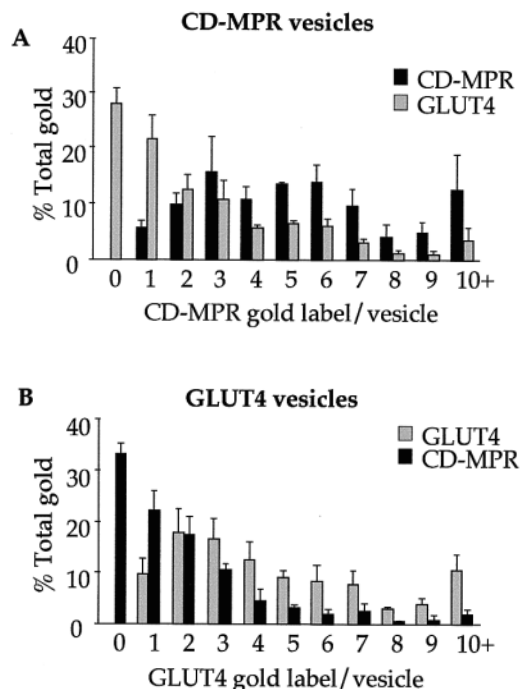 A
CD-MPR vesicles
CD-MPR
GLUT4
% Total gold
40
30
20
10
0
0 1 2 3 4 5 6 7 8 9 10+
CD-MPR gold label/vesicle
B
GLUT4 vesicles
GLUT4
CD-MPR
% Total gold
40
30
20
10
0
0 1 2 3 4 5 6 7 8 9 10+
GLUT4 gold label/vesicle